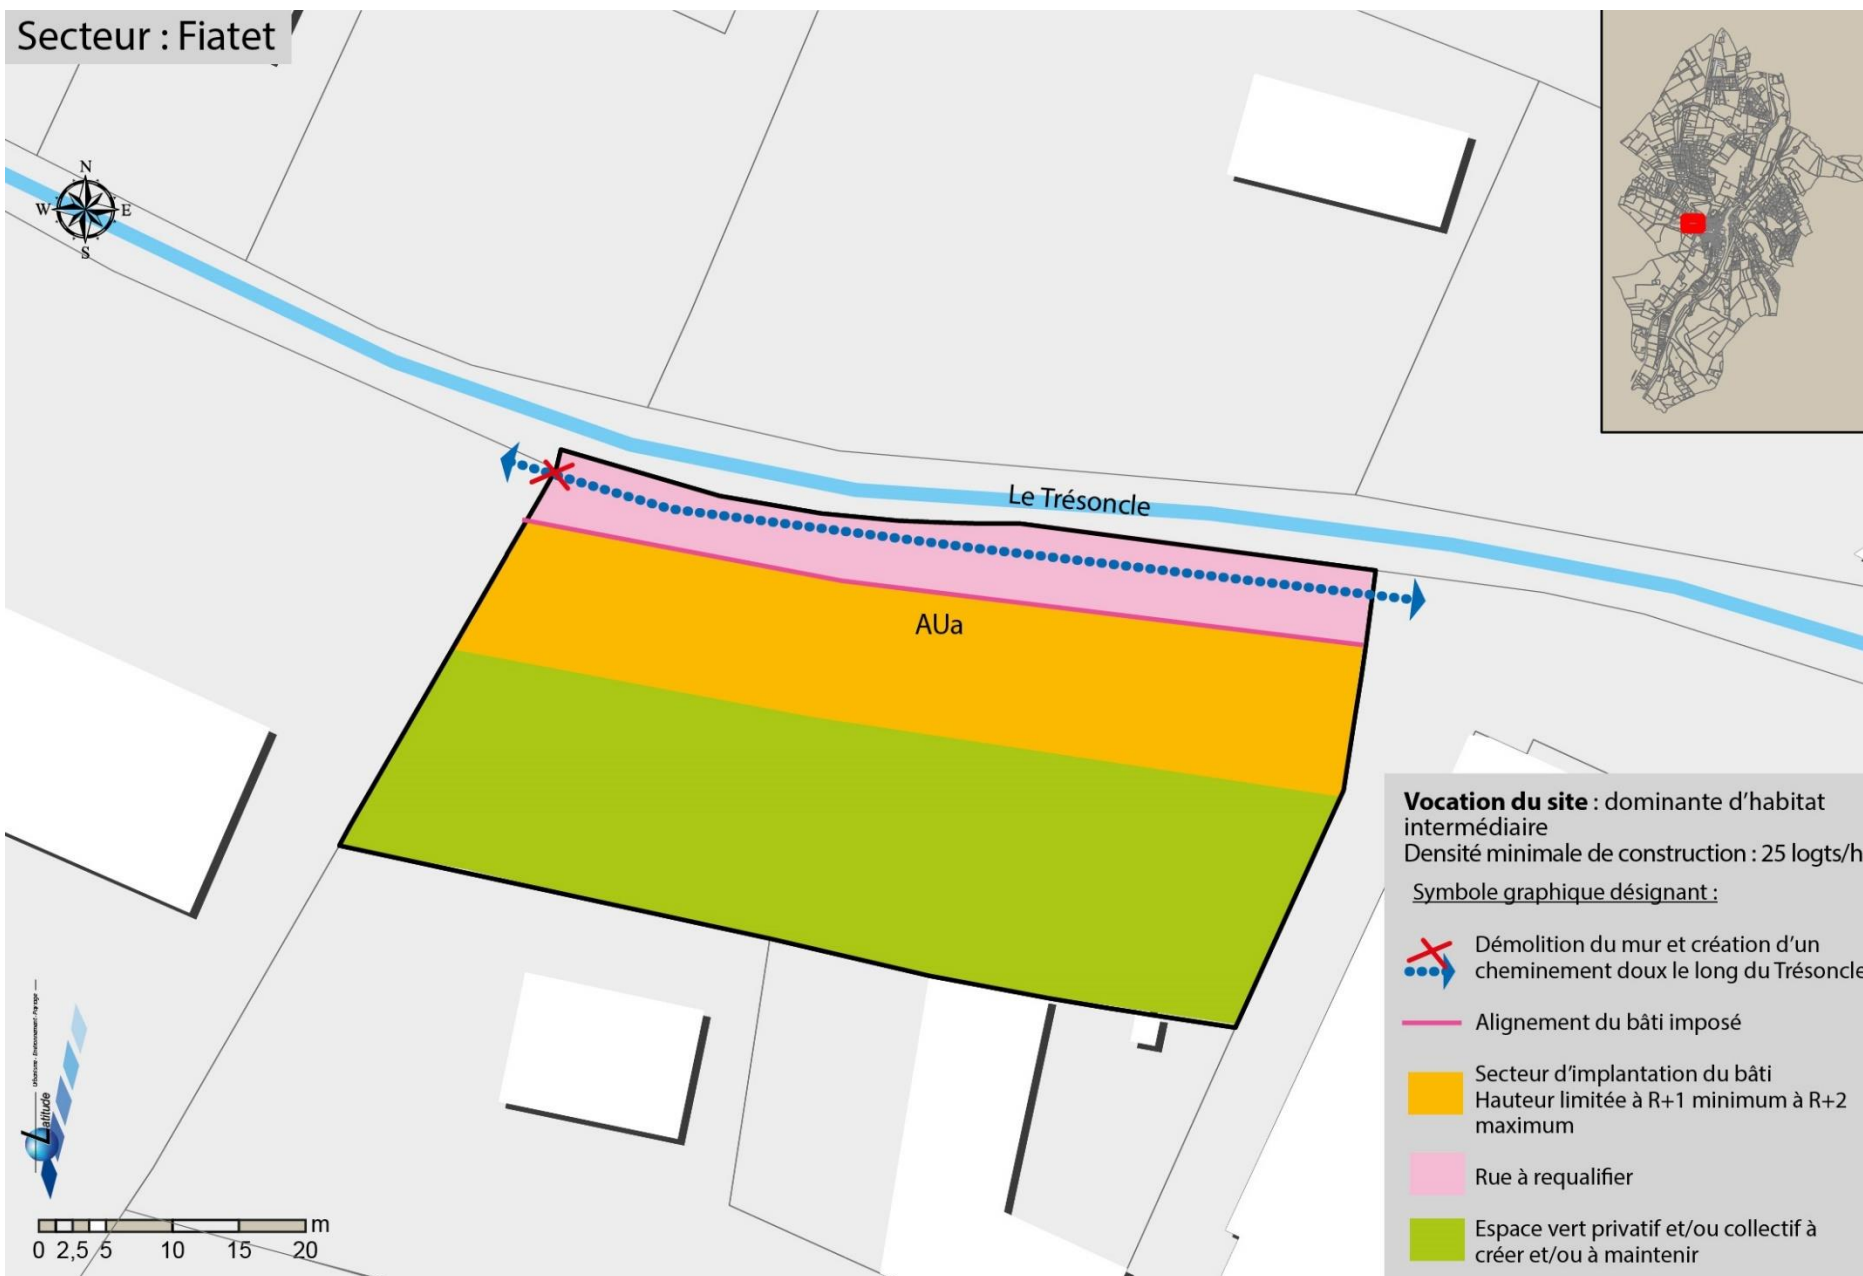 Secteur : Fiatet
N
W E
S
Le Trésoncle
AUa
Vocation du site : dominante d'habitat
intermédiaire
Densité minimale de construction : 25 logts/h
Symbole graphique désignant :
Démolition du mur et création d'un
cheminement doux le long du Trésoncle
Alignement du bâti imposé
Secteur d'implantation du bâti
Hauteur limitée à R+1 minimum à R+2
maximum
Rue à requalifier
Espace vert privatif et/ou collectif à
créer et/ou à maintenir
Latitude
Urbanisme - Environnement - Paysage
m
0 2,5 5 10 15 20